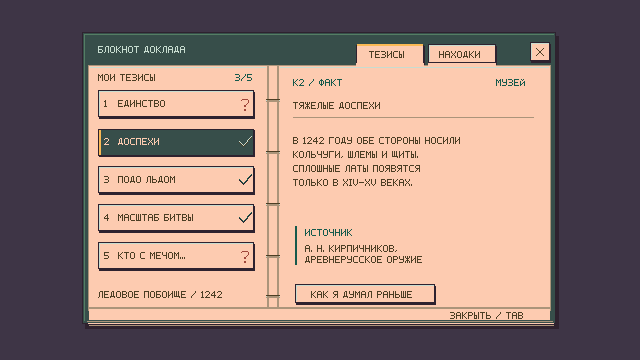 БЛОКНОТ ДОКЛАДА
ТЕЗИСЫ
НАХОДКИ
МОИ ТЕЗИСЫ
3/5
1 ЕДИНСТВО
?
2 ДОСПЕХИ
3 ПОДО ЛЬДОМ
4 МАСШТАБ БИТВЫ
5 КТО С МЕЧОМ…
?
ЛЕДОВОЕ ПОБОИЩЕ / 1242
К2 / ФАКТ
МУЗЕЙ
ТЯЖЕЛЫЕ ДОСПЕХИ
В 1242 ГОДУ ОБЕ СТОРОНЫ НОСИЛИ
КОЛЬЧУГИ, ШЛЕМЫ И ЩИТЫ.
СПЛОШНЫЕ ЛАТЫ ПОЯВЯТСЯ
ТОЛЬКО В XIV–XV ВЕКАХ.
ИСТОЧНИК
А. Н. КИРПИЧНИКОВ,
ДРЕВНЕРУССКОЕ ОРУЖИЕ
КАК Я ДУМАЛ РАНЬШЕ
ЗАКРЫТЬ / TAB